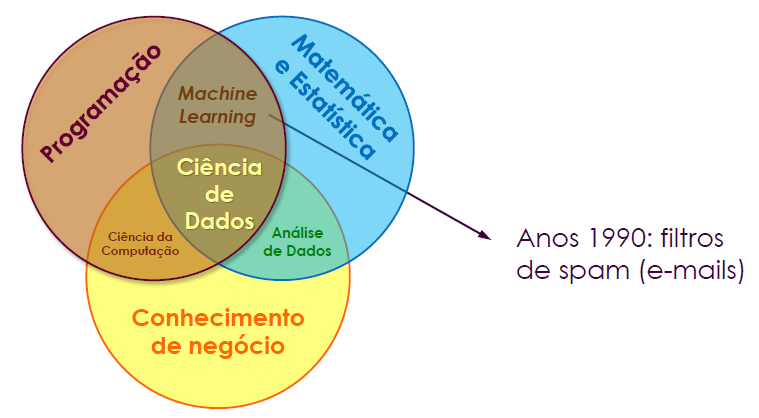 Programação
Matemática
e Estatística
Machine
Learning
Ciência
de
Dados
Ciência da
Computação
Análise
de Dados
Conhecimento
de negócio
Anos 1990: filtros
de spam (e-mails)